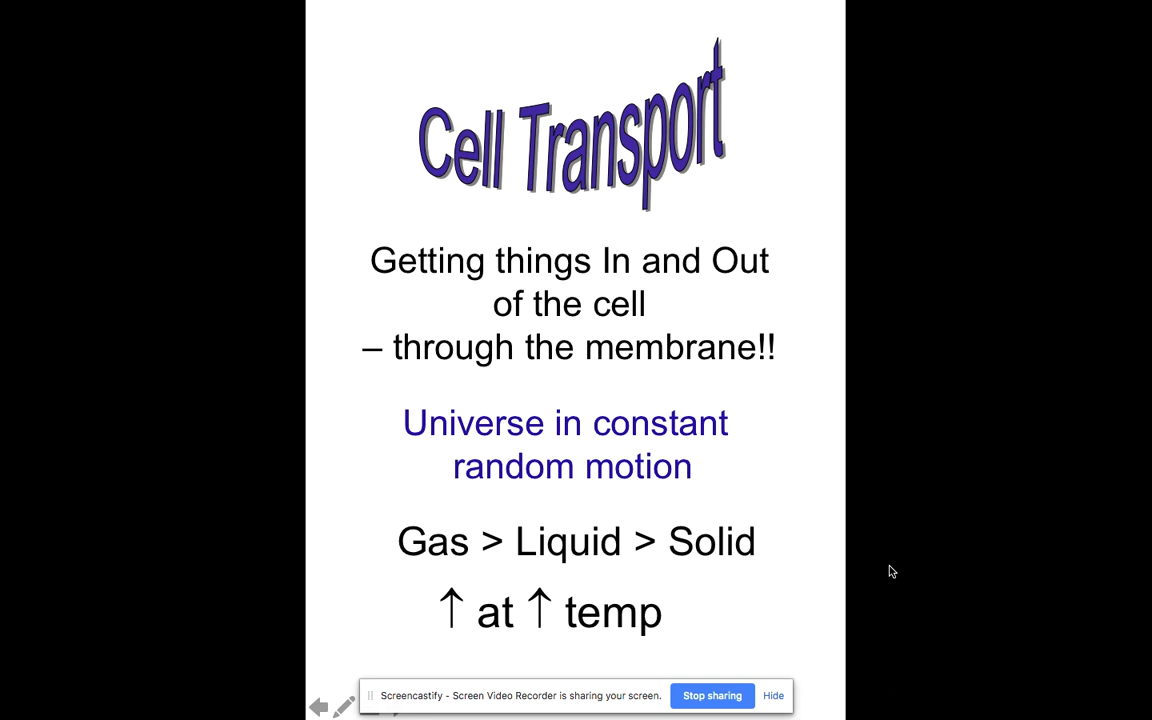 Cell Transport
Getting things In and Out
of the cell
– through the membrane!!
Universe in constant
random motion
Gas > Liquid > Solid
↑ at ↑ temp
Screencastify - Screen Video Recorder is sharing your screen. Stop sharing Hide